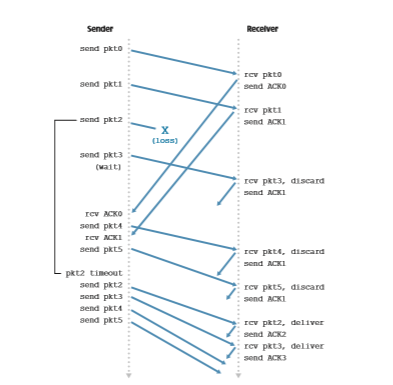 Sender
Receiver
send pkt0
rcv pkt0
send ACK0
send pkt1
rcv pkt1
send ACK1
send pkt2
X
(loss)
send pkt3
(wait)
rcv pkt3, discard
send ACK1
rcv ACK0
send pkt4
rcv ACK1
send pkt5
rcv pkt4, discard
send ACK1
pkt2 timeout
send pkt2
send pkt3
send pkt4
send pkt5
rcv pkt5, discard
send ACK1
rcv pkt2, deliver
send ACK2
rcv pkt3, deliver
send ACK3